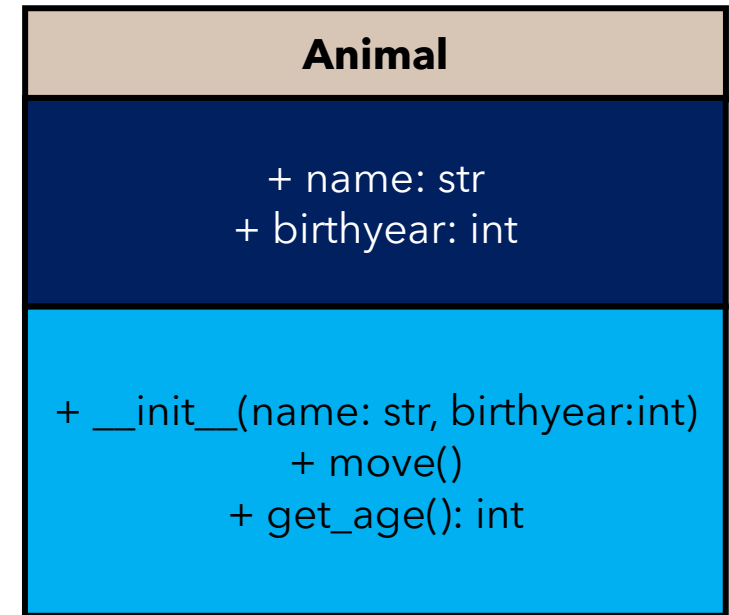 Animal
+ name: str
+ birthyear: int
+ __init__(name: str, birthyear:int)
+ move()
+ get_age(): int